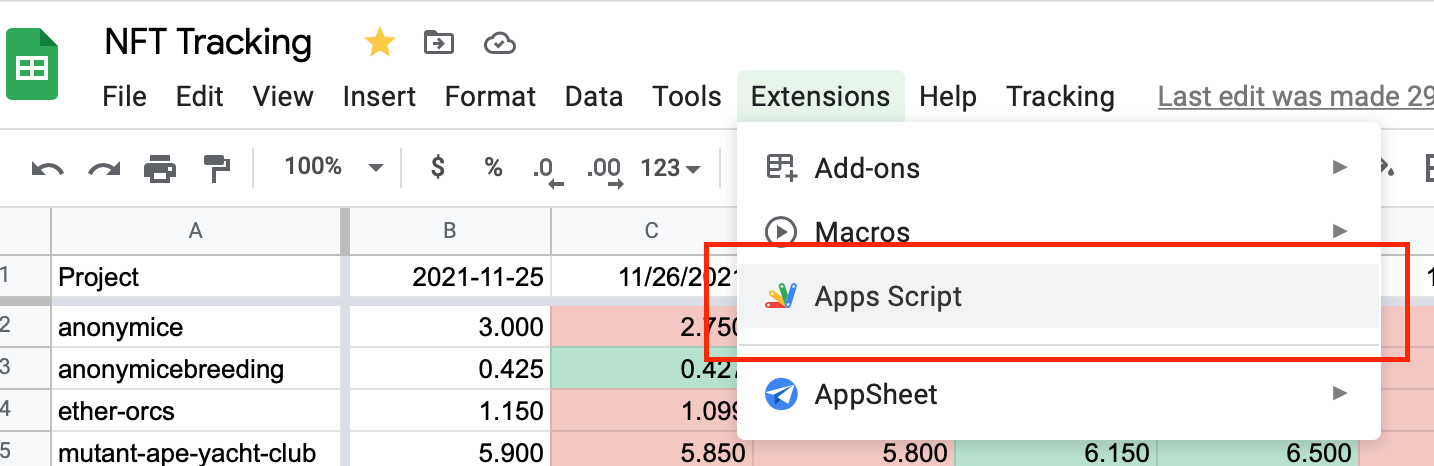 NFT Tracking
File Edit View Insert Format Data Tools Extensions Help Tracking Last edit was made 29
100% $ % .0 .00 123
Add-ons
Macros
Apps Script
AppSheet
A B C
1 Project 2021-11-25 11/26/2021
2 anonymice 3.000 2.750
3 anonymicebreeding 0.425 0.427
4 ether-orcs 1.150 1.099
5 mutant-ape-yacht-club 5.900 5.850 5.800 6.150 6.500